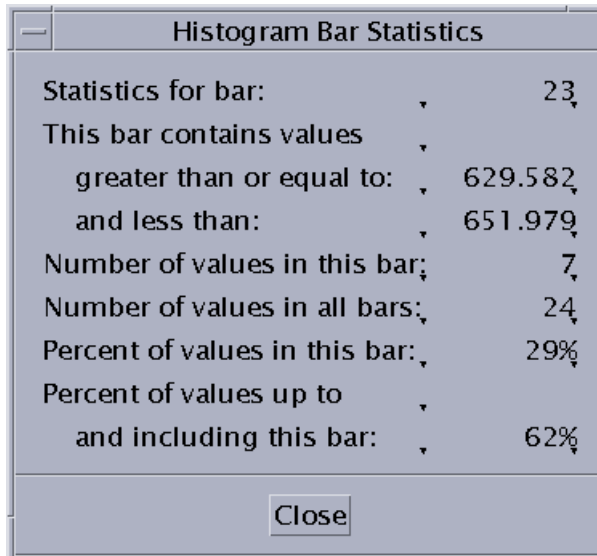 Histogram Bar Statistics
Statistics for bar: 23
This bar contains values
greater than or equal to: 629.582
and less than: 651.979
Number of values in this bar: 7
Number of values in all bars: 24
Percent of values in this bar: 29%
Percent of values up to
and including this bar: 62%
Close